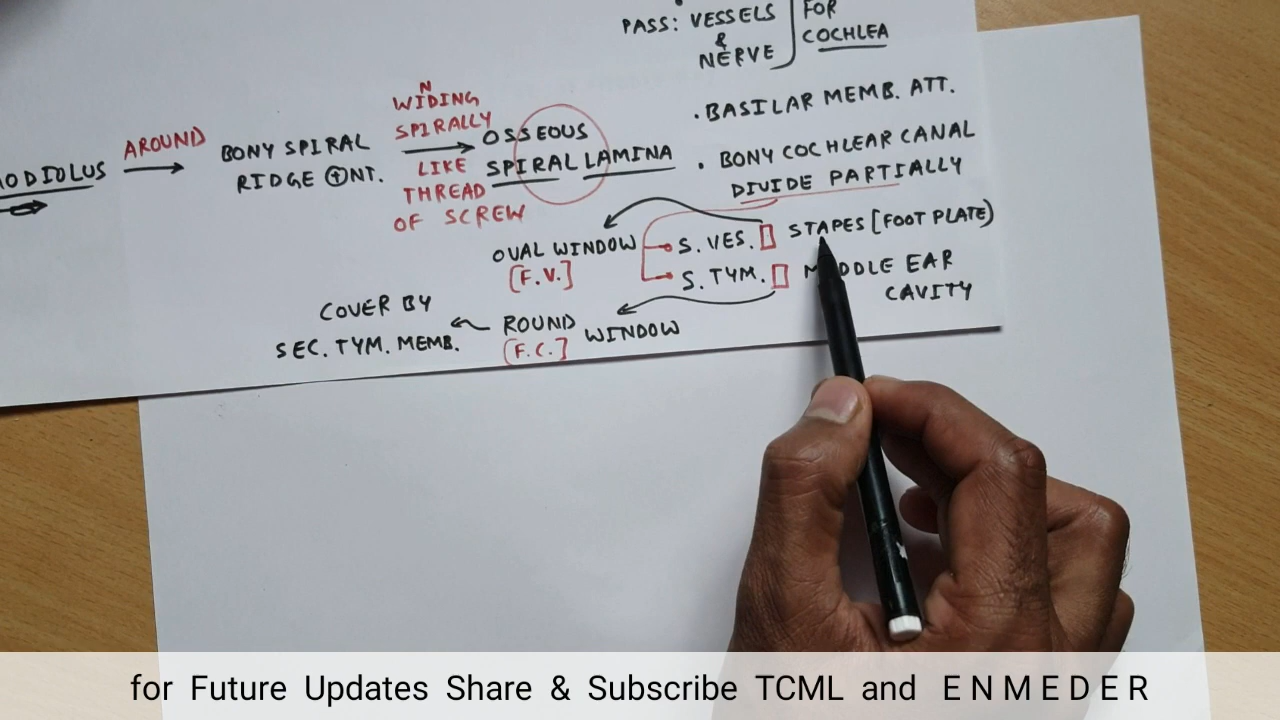 PASS: VESSELS
&
NERVE
FOR
COCHLEA
ODIOLUS
AROUND
BONY SPIRAL
RIDGE ⊕NT.
N
WIDING
SPIRALLY
LIKE
THREAD
OF SCREW
OSSEOUS
SPIRAL LAMINA
. BASILAR MEMB. ATT.
. BONY COCHLEAR CANAL
DIVIDE PARTIALLY
OVAL WINDOW
[F.V.]
S. VES.
STAPES [FOOT PLATE)
S. TYM.
MIDDLE EAR
CAVITY
ROUND WINDOW
[F.C.]
COVER BY
SEC. TYM. MEMB.
for Future Updates Share & Subscribe TCML and ENMEDER